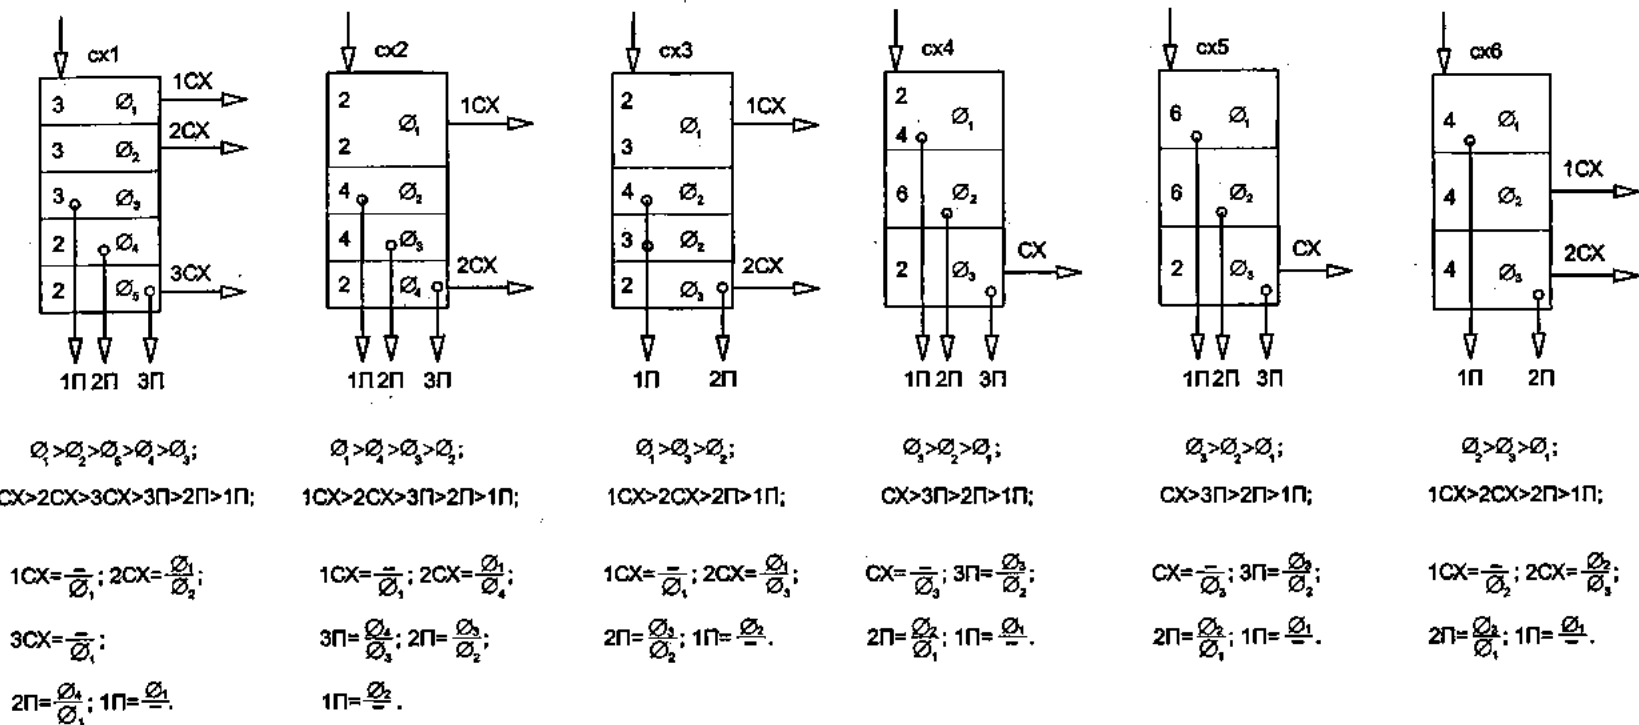 сх1
3 Ø₁ 1СХ
3 Ø₂ 2СХ
3 Ø₃
2 Ø₄
2 Ø₅ 3СХ
1П 2П 3П
Ø₁>Ø₂>Ø₅>Ø₄>Ø₃;
СХ>2СХ>3СХ>3П>2П>1П;
1СХ=–/Ø₁; 2СХ=Ø₁/Ø₂;
3СХ=–/Ø₁;
2П=Ø₄/Ø₁; 1П=Ø₁/–.
сх2
2
Ø₁ 1СХ
2
4 Ø₂
4 Ø₃
2 Ø₄ 2СХ
1П 2П 3П
Ø₁>Ø₄>Ø₃>Ø₂;
1СХ>2СХ>3П>2П>1П;
1СХ=–/Ø₁; 2СХ=Ø₁/Ø₄;
3П=Ø₄/Ø₃; 2П=Ø₃/Ø₂;
1П=Ø₂/–.
сх3
2
Ø₁ 1СХ
3
4 Ø₂
3 Ø₂
2 Ø₃ 2СХ
1П 2П
Ø₁>Ø₃>Ø₂;
1СХ>2СХ>2П>1П;
1СХ=–/Ø₁; 2СХ=Ø₁/Ø₃;
2П=Ø₃/Ø₂; 1П=Ø₂/–.
сх4
2
Ø₁
4
6 Ø₂
2 Ø₃ СХ
1П 2П 3П
Ø₃>Ø₂>Ø₁;
СХ>3П>2П>1П;
СХ=–/Ø₃; 3П=Ø₃/Ø₂;
2П=Ø₂/Ø₁; 1П=Ø₁/–.
сх5
6 Ø₁
6 Ø₂
2 Ø₃ СХ
1П 2П 3П
Ø₃>Ø₂>Ø₁;
СХ>3П>2П>1П;
СХ=–/Ø₃; 3П=Ø₃/Ø₂;
2П=Ø₂/Ø₁; 1П=Ø₁/–.
сх6
4 Ø₁
4 Ø₂ 1СХ
4 Ø₃ 2СХ
1П 2П
Ø₂>Ø₃>Ø₁;
1СХ>2СХ>2П>1П;
1СХ=–/Ø₂; 2СХ=Ø₂/Ø₃;
2П=Ø₃/Ø₁; 1П=Ø₁/–.